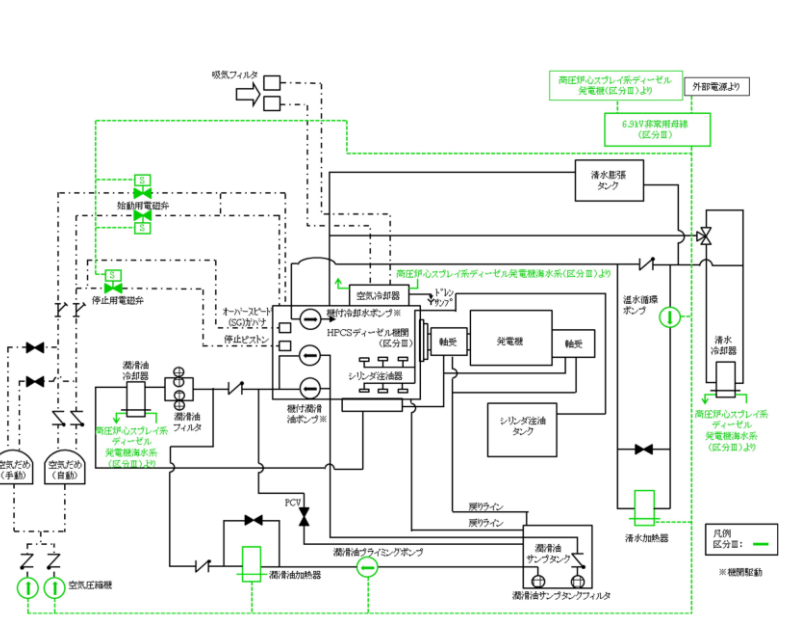 吸気フィルタ
高圧炉心スプレイ系ディーゼル
発電機(区分Ⅲ)より
外部電源より
6.9kV非常用母線
(区分Ⅲ)
清水膨張
タンク
S
始動用電磁弁
S
S
停止用電磁弁
高圧炉心スプレイ系ディーゼル発電機海水系(区分Ⅲ)より
空気冷却器
ドレン
サンプ
温水循環
ポンプ
オーバースピード
(SG)ガバナ
機付冷却水ポンプ※
HPCSディーゼル機関
(区分Ⅲ)
停止ピストン
軸受
発電機
軸受
清水
冷却器
潤滑油
冷却器
シリンダ注油器
潤滑油
フィルタ
機付潤滑
油ポンプ※
シリンダ注油
タンク
高圧炉心スプレイ系
ディーゼル
発電機海水系
(区分Ⅲ)より
高圧炉心スプレイ系
ディーゼル
発電機海水系
(区分Ⅲ)より
空気だめ
(手動)
空気だめ
(自動)
PCV
戻りライン
戻りライン
清水加熱器
凡例
区分Ⅲ:
※機関駆動
潤滑油プライミングポンプ
潤滑油
サンプタンク
潤滑油加熱器
空気圧縮機
潤滑油サンプタンクフィルタ